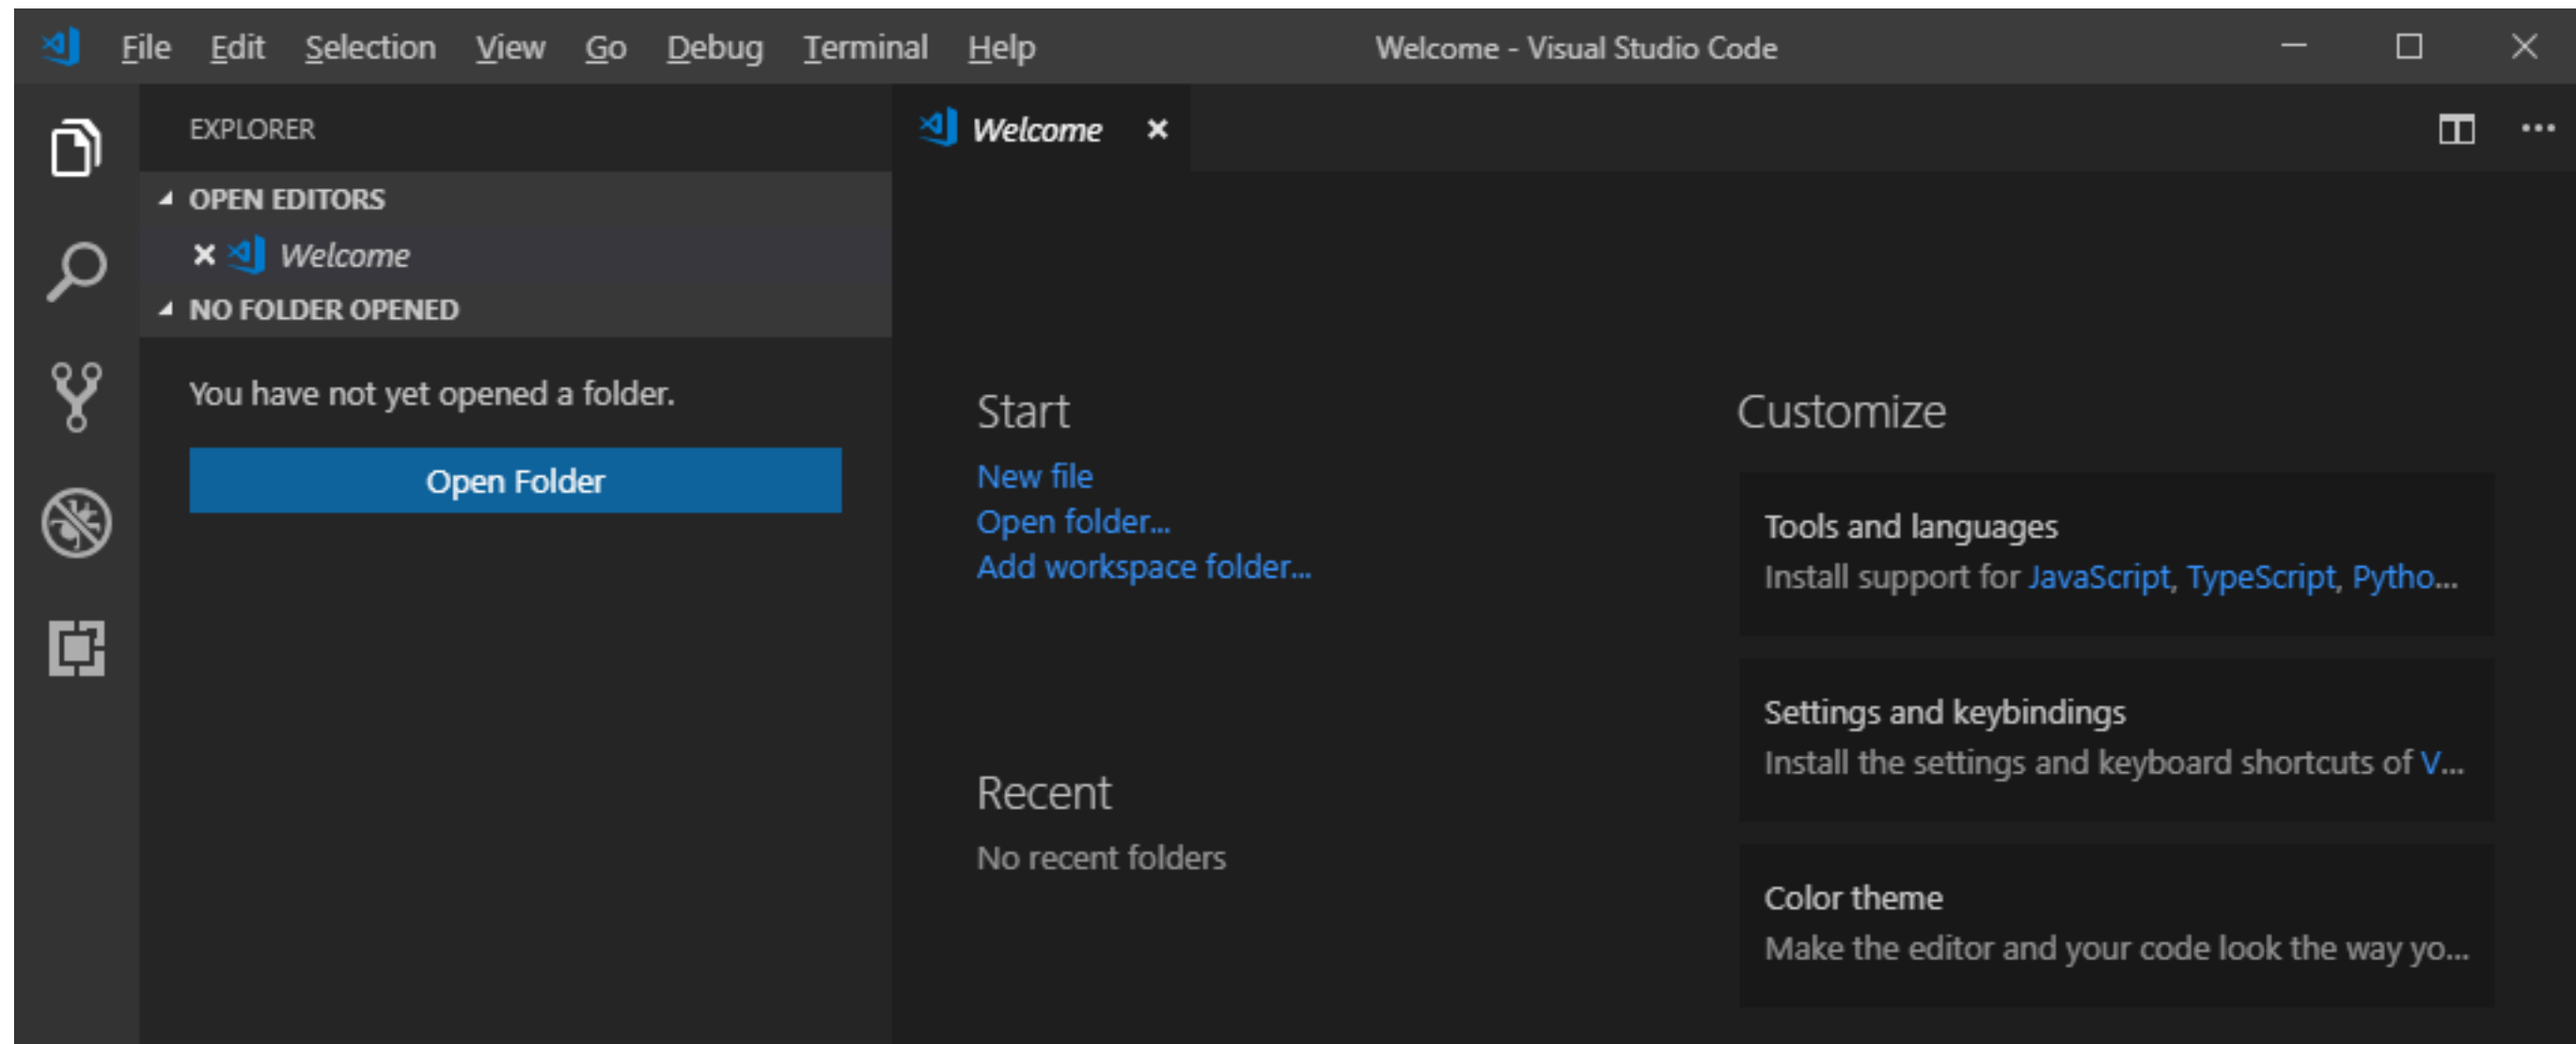 File Edit Selection View Go Debug Terminal Help Welcome - Visual Studio Code
EXPLORER
OPEN EDITORS
Welcome
NO FOLDER OPENED
You have not yet opened a folder.
Open Folder
Welcome
Start
New file
Open folder...
Add workspace folder...
Recent
No recent folders
Customize
Tools and languages
Install support for JavaScript, TypeScript, Pytho...
Settings and keybindings
Install the settings and keyboard shortcuts of V...
Color theme
Make the editor and your code look the way yo...